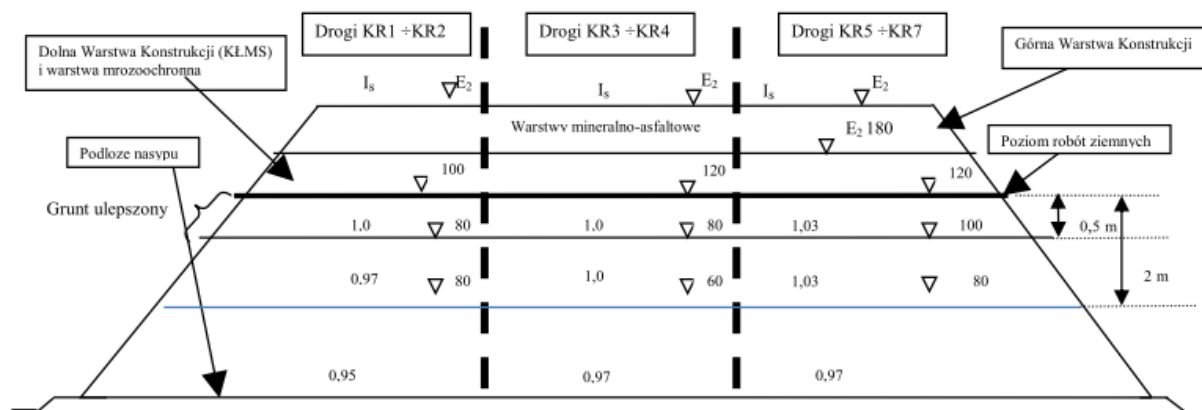 Drogi KR1 ÷KR2
Drogi KR3 ÷KR4
Drogi KR5 ÷KR7
Dolna Warstwa Konstrukcji (KŁMS)
i warstwa mrozoochronna
Górna Warstwa Konstrukcji
Is E2 Is E2 Is E2
Warstwy mineralno-asfaltowe
E2 180
Podłoze nasypu
Poziom robót ziemnych
100 120 120
Grunt ulepszony
1.0 80 1.0 80 1,03 100 0,5 m
0.97 80 1,0 60 1,03 80 2 m
0,95 0,97 0,97